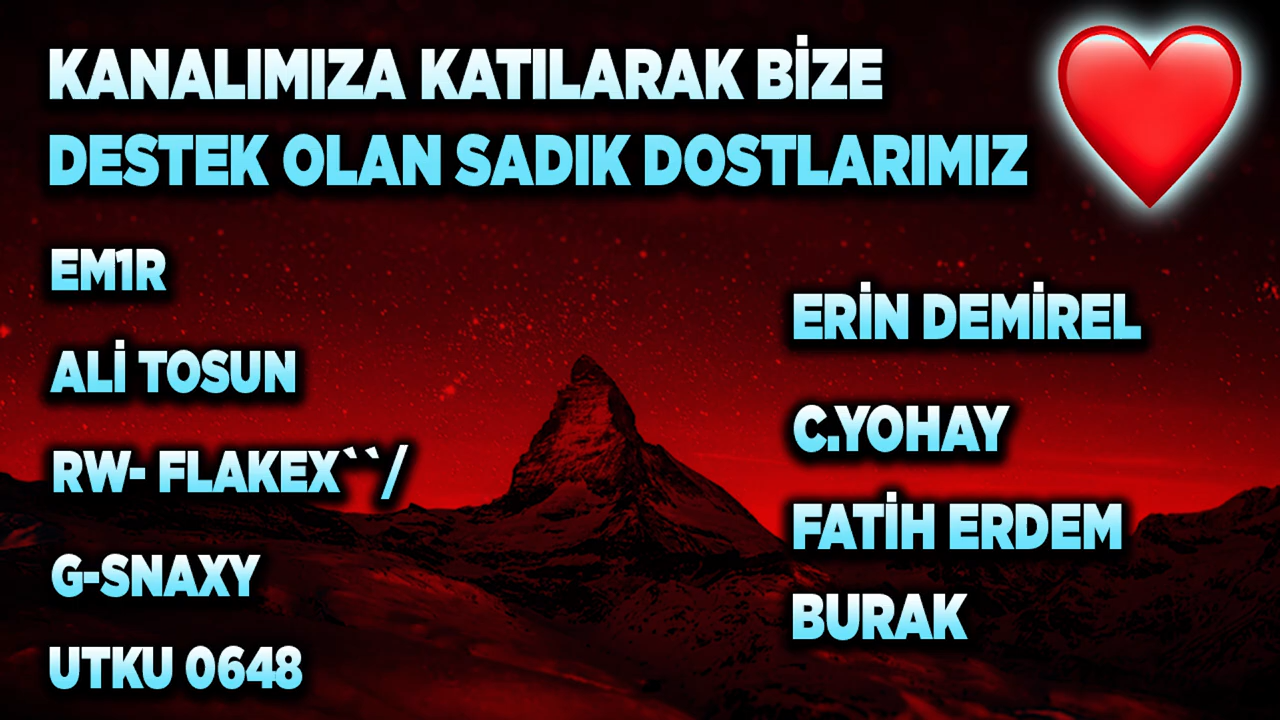 KANALIMIZA KATILARAK BİZE
DESTEK OLAN SADIK DOSTLARIMIZ
EM1R
ALİ TOSUN
RW- FLAKEX``/
G-SNAXY
UTKU 0648
ERİN DEMİREL
C.YOHAY
FATİH ERDEM
BURAK